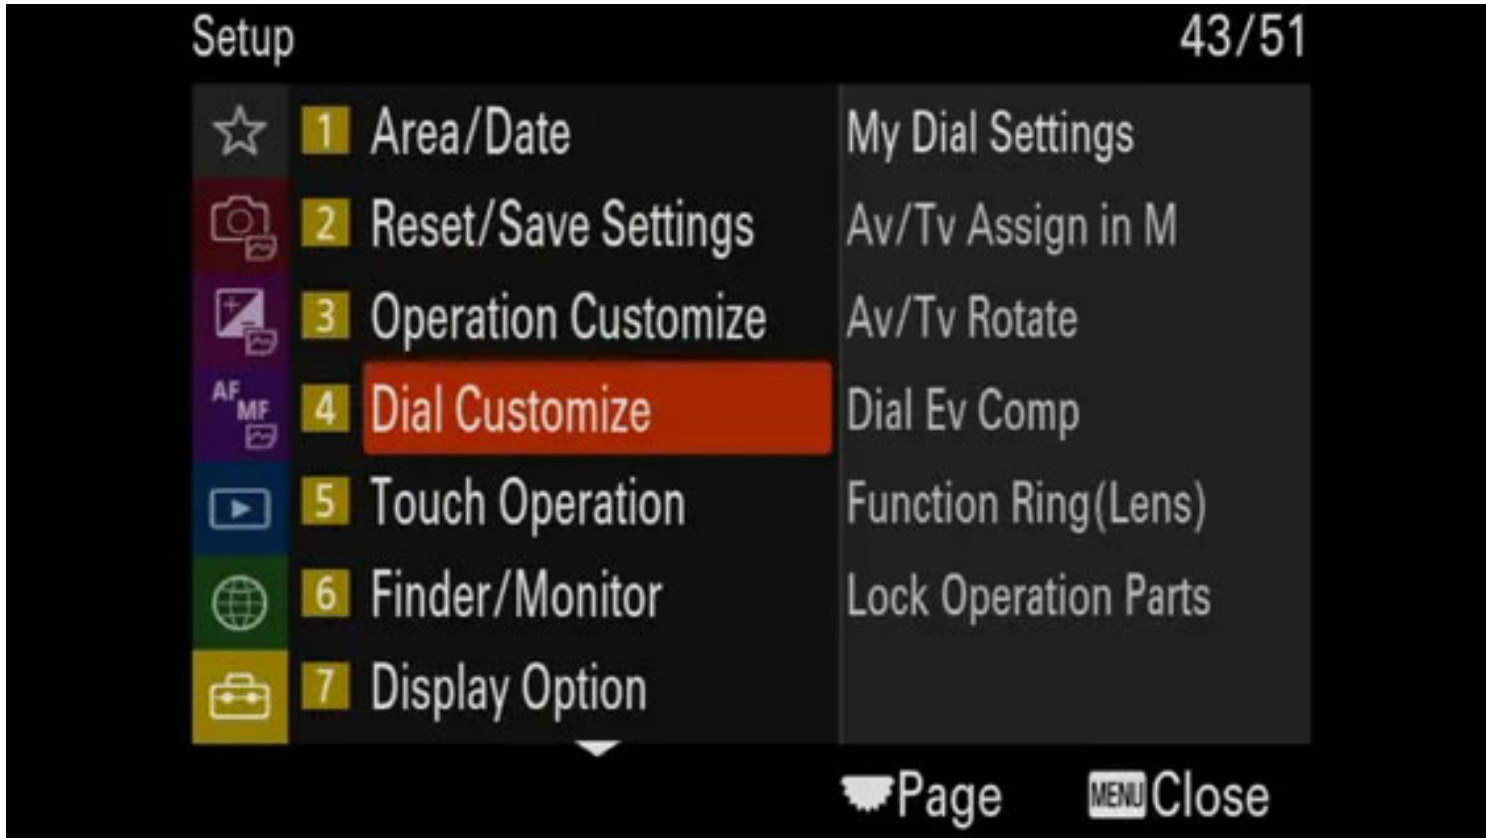 Setup 43/51
1 Area/Date
2 Reset/Save Settings
3 Operation Customize
AF MF
4 Dial Customize
5 Touch Operation
6 Finder/Monitor
7 Display Option
My Dial Settings
Av/Tv Assign in M
Av/Tv Rotate
Dial Ev Comp
Function Ring(Lens)
Lock Operation Parts
Page MENU Close